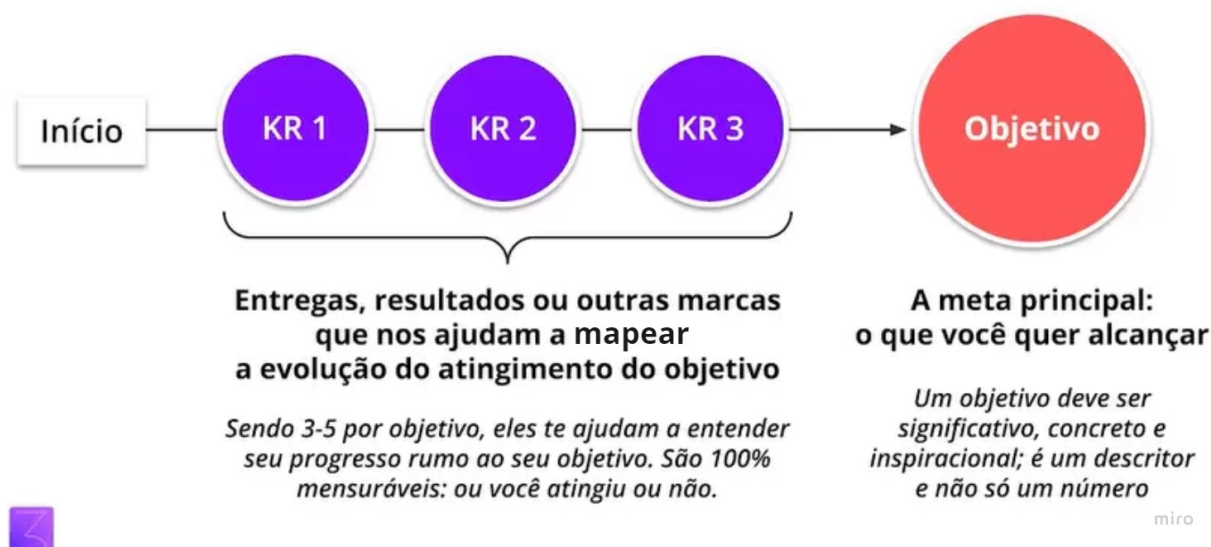 Início
KR 1
KR 2
KR 3
Objetivo
Entregas, resultados ou outras marcas
que nos ajudam a mapear
a evolução do atingimento do objetivo
Sendo 3-5 por objetivo, eles te ajudam a entender
seu progresso rumo ao seu objetivo. São 100%
mensuráveis: ou você atingiu ou não.
A meta principal:
o que você quer alcançar
Um objetivo deve ser
significativo, concreto e
inspiracional; é um descritor
e não só um número
miro